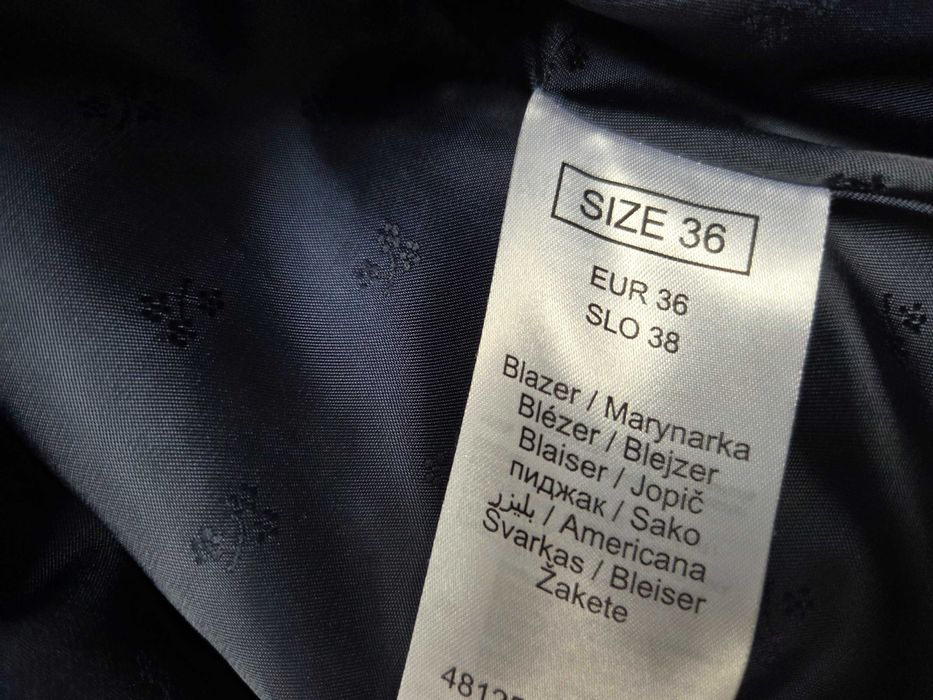 SIZE 36
EUR 36
SLO 38
Blazer / Marynarka
Blézer / Blejzer
Blaiser / Jopič
пиджак / Sako
بليزر / Americana
Švarkas / Bleiser
Žakete